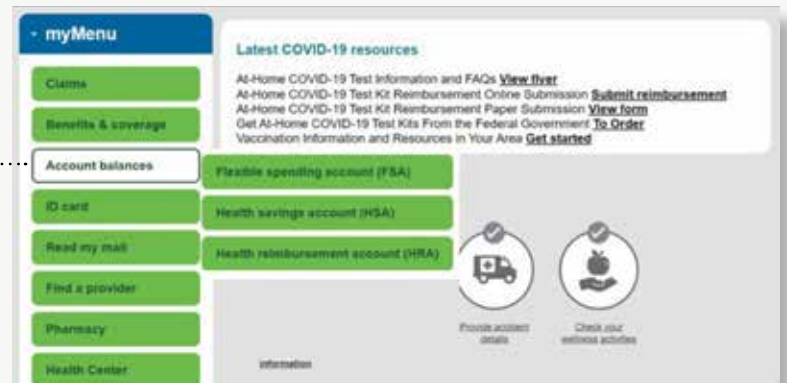 myMenu
Claims
Benefits & coverage
Account balances
ID card
Read my mail
Find a provider
Pharmacy
Health Center
Flexible spending account (FSA)
Health savings account (HSA)
Health reimbursement account (HRA)
Latest COVID-19 resources
At-Home COVID-19 Test Information and FAQs View flyer
At-Home COVID-19 Test Kit Reimbursement Online Submission Submit reimbursement
At-Home COVID-19 Test Kit Reimbursement Paper Submission View form
Get At-Home COVID-19 Test Kits From the Federal Government To Order
Vaccination Information and Resources in Your Area Get started
Provide accident
details
Check your
wellness activities
information